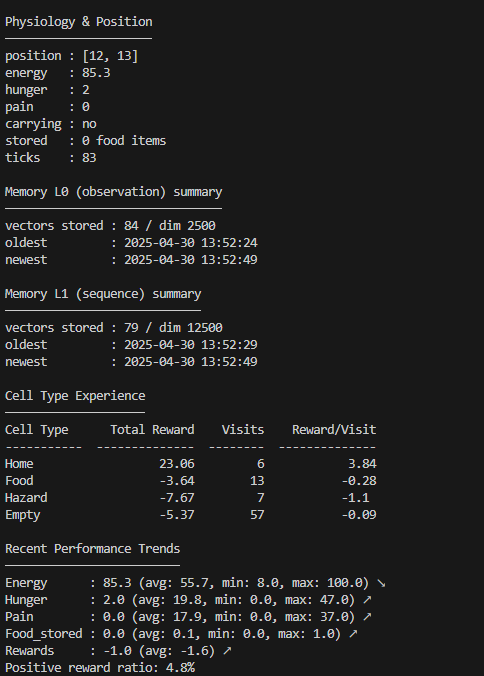 Physiology & Position
position : [12, 13]
energy   : 85.3
hunger   : 2
pain     : 0
carrying : no
stored   : 0 food items
ticks    : 83
Memory L0 (observation) summary
vectors stored : 84 / dim 2500
oldest         : 2025-04-30 13:52:24
newest         : 2025-04-30 13:52:49
Memory L1 (sequence) summary
vectors stored : 79 / dim 12500
oldest         : 2025-04-30 13:52:29
newest         : 2025-04-30 13:52:49
Cell Type Experience
Cell Type    Total Reward    Visits    Reward/Visit
-----------  --------------  --------  --------------
Home                  23.06         6            3.84
Food                  -3.64        13           -0.28
Hazard                -7.67         7           -1.1
Empty                 -5.37        57           -0.09
Recent Performance Trends
Energy      : 85.3 (avg: 55.7, min: 8.0, max: 100.0) ↘
Hunger      : 2.0 (avg: 19.8, min: 0.0, max: 47.0) ↗
Pain        : 0.0 (avg: 17.9, min: 0.0, max: 37.0) ↗
Food_stored : 0.0 (avg: 0.1, min: 0.0, max: 1.0) ↗
Rewards     : -1.0 (avg: -1.6) ↗
Positive reward ratio: 4.8%